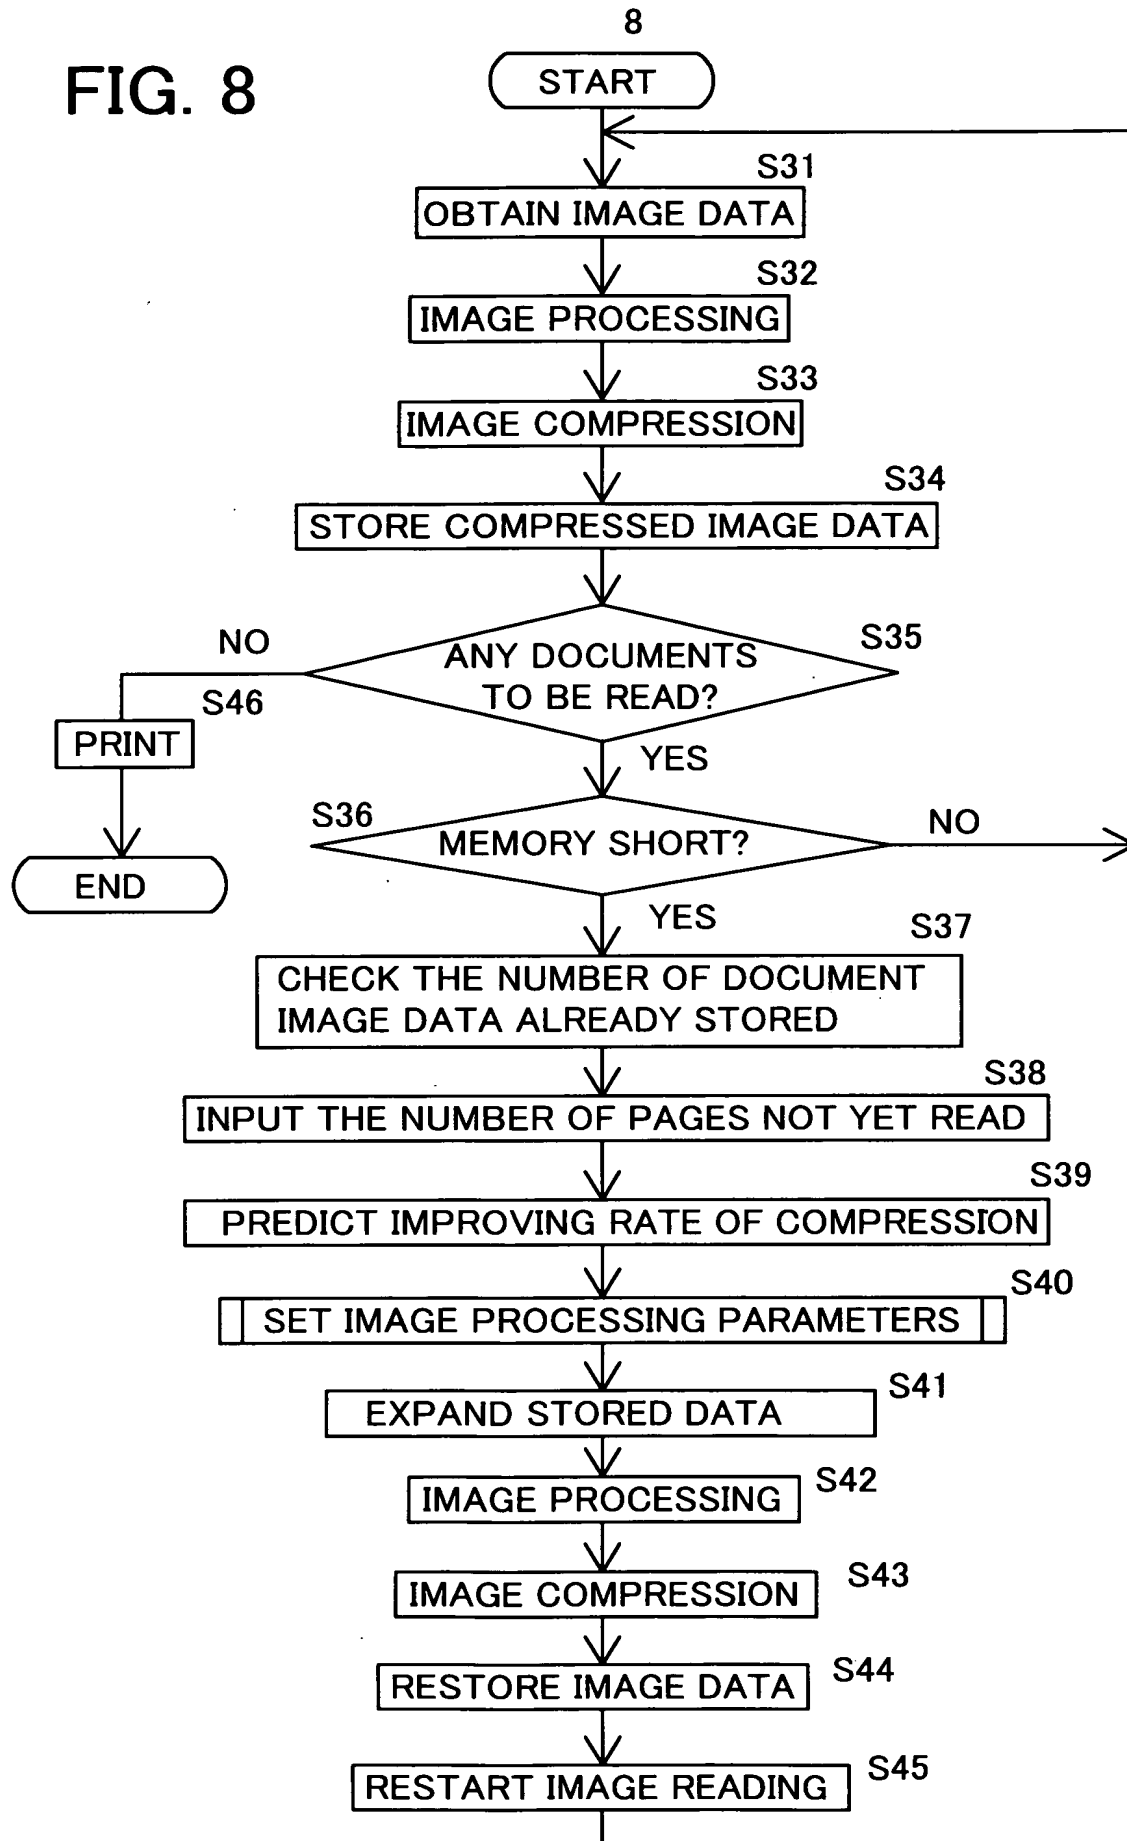 8
FIG. 8
START
S31
OBTAIN IMAGE DATA
S32
IMAGE PROCESSING
S33
IMAGE COMPRESSION
S34
STORE COMPRESSED IMAGE DATA
S35
ANY DOCUMENTS
TO BE READ?
NO
S46
PRINT
END
YES
S36
MEMORY SHORT?
NO
YES
S37
CHECK THE NUMBER OF DOCUMENT
IMAGE DATA ALREADY STORED
S38
INPUT THE NUMBER OF PAGES NOT YET READ
S39
PREDICT IMPROVING RATE OF COMPRESSION
S40
SET IMAGE PROCESSING PARAMETERS
S41
EXPAND STORED DATA
S42
IMAGE PROCESSING
S43
IMAGE COMPRESSION
S44
RESTORE IMAGE DATA
S45
RESTART IMAGE READING